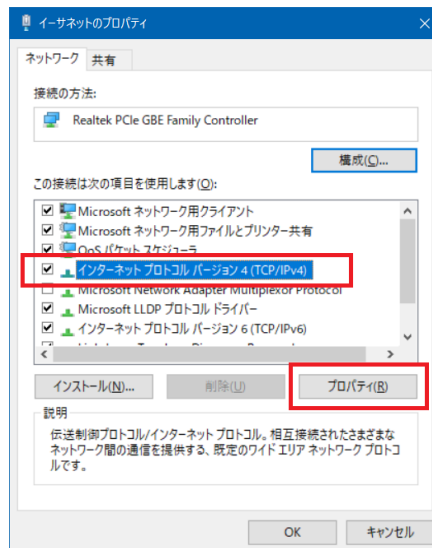 イーサネットのプロパティ
ネットワーク 共有
接続の方法:
Realtek PCIe GBE Family Controller
構成(C)...
この接続は次の項目を使用します(O):
Microsoft ネットワーク用クライアント
Microsoft ネットワーク用ファイルとプリンター共有
QoS パケット スケジューラ
インターネット プロトコル バージョン 4 (TCP/IPv4)
Microsoft Network Adapter Multiplexor Protocol
Microsoft LLDP プロトコル ドライバー
インターネット プロトコル バージョン 6 (TCP/IPv6)
インストール(N)... 削除(U) プロパティ(R)
説明
伝送制御プロトコル/インターネット プロトコル。相互接続されたさまざまな
ネットワーク間の通信を提供する、既定のワイド エリア ネットワーク プロトコ
ルです。
OK キャンセル